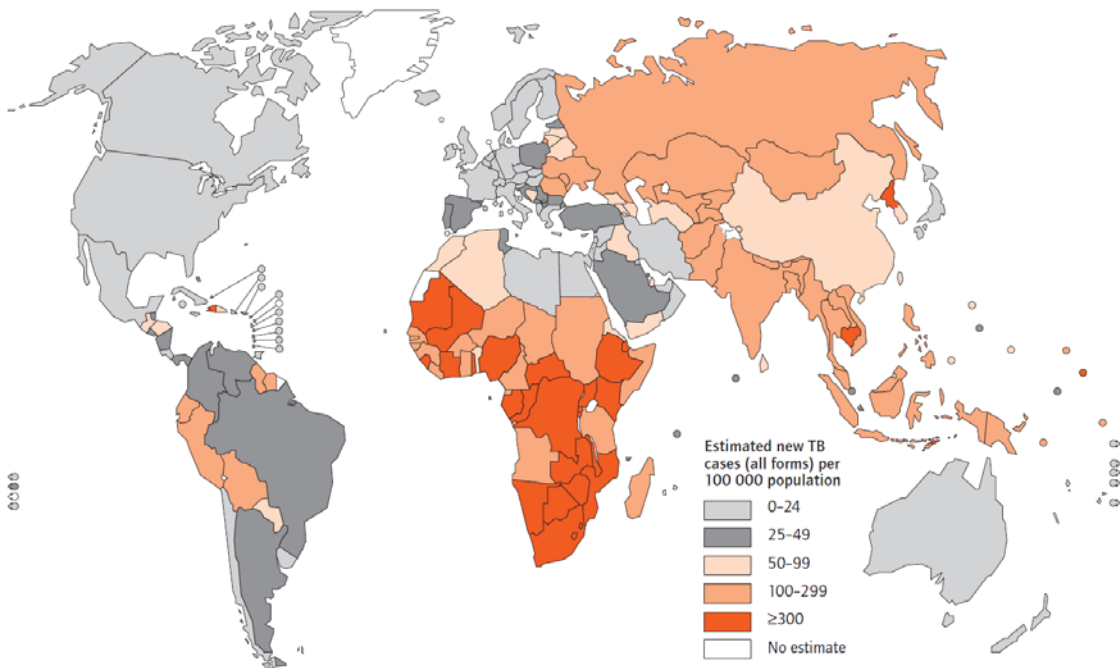 Estimated new TB
cases (all forms) per
100 000 population
0–24
25–49
50–99
100–299
≥300
No estimate